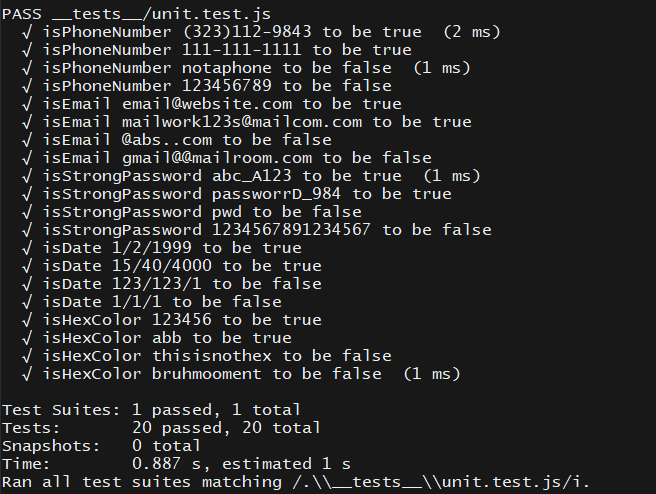 PASS __tests__/unit.test.js
√ isPhoneNumber (323)112-9843 to be true (2 ms)
√ isPhoneNumber 111-111-1111 to be true
√ isPhoneNumber notaphone to be false (1 ms)
√ isPhoneNumber 123456789 to be false
√ isEmail email@website.com to be true
√ isEmail mailwork123s@mailcom.com to be true
√ isEmail @abs..com to be false
√ isEmail gmail@@mailroom.com to be false
√ isStrongPassword abc_A123 to be true (1 ms)
√ isStrongPassword passworrD_984 to be true
√ isStrongPassword pwd to be false
√ isStrongPassword 1234567891234567 to be false
√ isDate 1/2/1999 to be true
√ isDate 15/40/4000 to be true
√ isDate 123/123/1 to be false
√ isDate 1/1/1 to be false
√ isHexColor 123456 to be true
√ isHexColor abb to be true
√ isHexColor thisisnothex to be false
√ isHexColor bruhmooment to be false (1 ms)
Test Suites: 1 passed, 1 total
Tests: 20 passed, 20 total
Snapshots: 0 total
Time: 0.887 s, estimated 1 s
Ran all test suites matching /.\\__tests__\\unit.test.js/i.